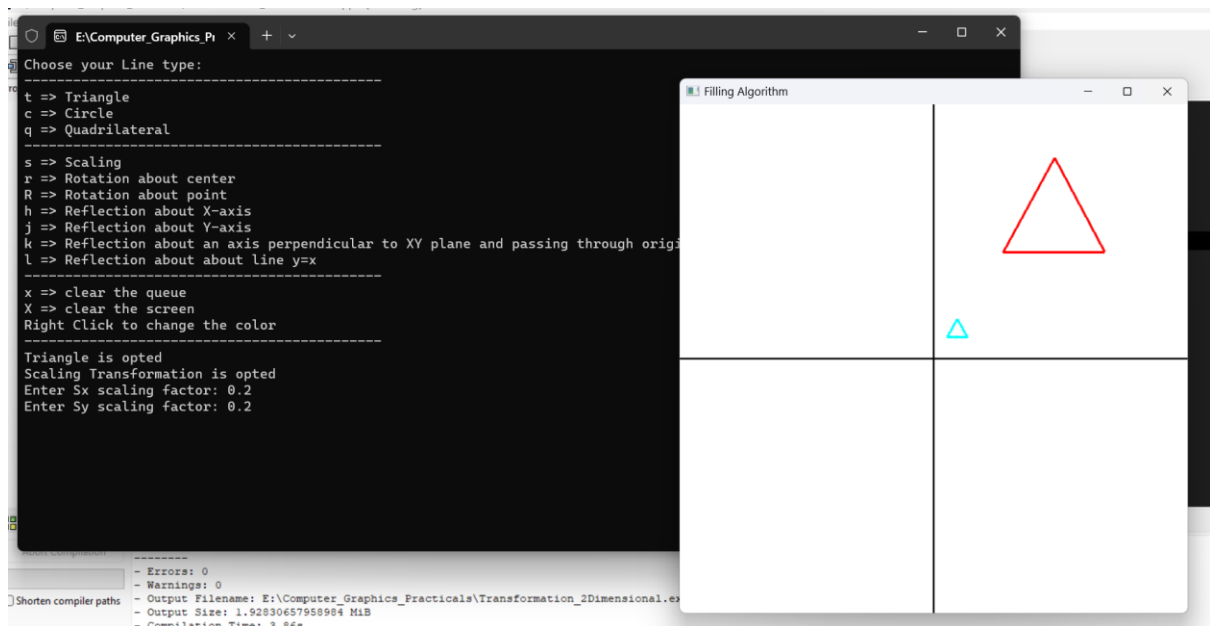 E:\Computer_Graphics_Pr
Choose your Line type:
--------------------------------------------
t => Triangle
c => Circle
q => Quadrilateral
--------------------------------------------
s => Scaling
r => Rotation about center
R => Rotation about point
h => Reflection about X-axis
j => Reflection about Y-axis
k => Reflection about an axis perpendicular to XY plane and passing through origi
l => Reflection about about line y=x
--------------------------------------------
x => clear the queue
X => clear the screen
Right Click to change the color
--------------------------------------------
Triangle is opted
Scaling Transformation is opted
Enter Sx scaling factor: 0.2
Enter Sy scaling factor: 0.2
Filling Algorithm
Shorten compiler paths
--------
- Errors: 0
- Warnings: 0
- Output Filename: E:\Computer_Graphics_Practicals\Transformation_2Dimensional.ex
- Output Size: 1.92830657958984 MiB
- Compilation Time: 3.86s